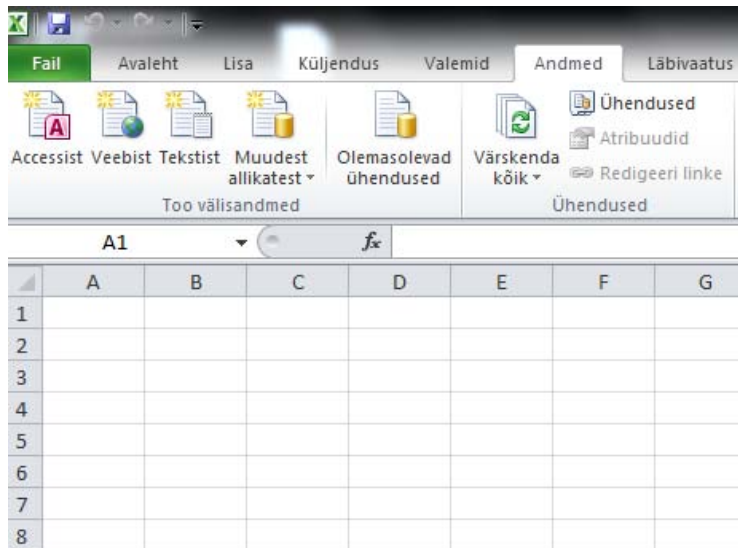 Fail Avaleht Lisa Küljendus Valemid Andmed Läbivaatus
Accessist Veebist Tekstist Muudest allikatest Olemasolevad ühendused Värskenda kõik Ühendused
Atribuudid
Redigeeri linke
Too välisandmed Ühendused
A1 fx
A B C D E F G
1
2
3
4
5
6
7
8